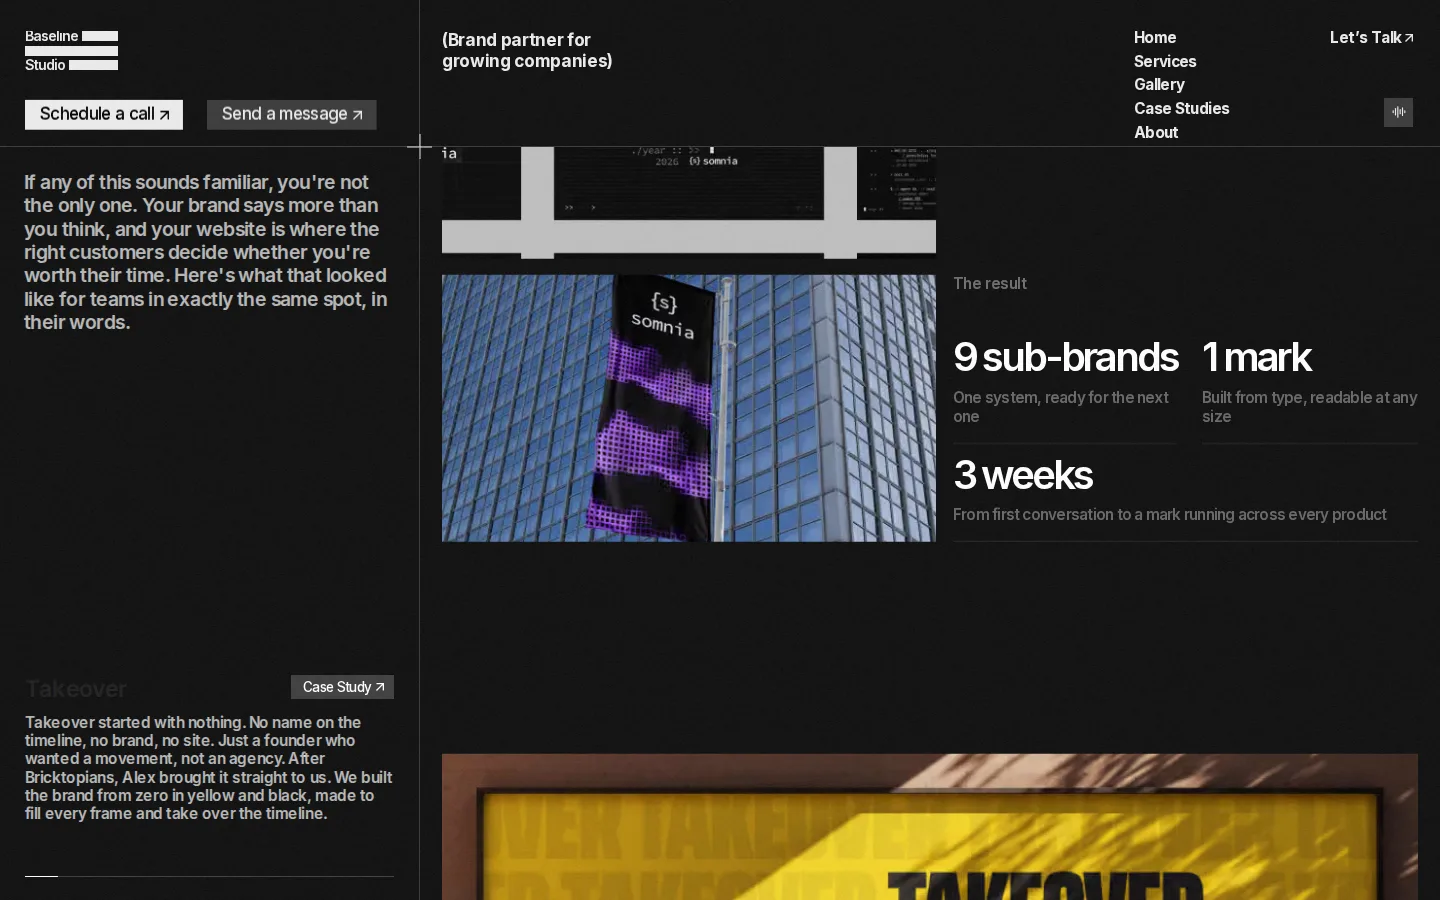 Baseline
Studio
Schedule a call
Send a message
(Brand partner for
growing companies)
Home
Services
Gallery
Case Studies
About
Let’s Talk
If any of this sounds familiar, you're not
the only one. Your brand says more than
you think, and your website is where the
right customers decide whether you're
worth their time. Here's what that looked
like for teams in exactly the same spot, in
their words.
ia
./year :: >>
2026 {s} somnia
>> >
{s}
somnia
The result
9 sub-brands
One system, ready for the next
one
1 mark
Built from type, readable at any
size
3 weeks
From first conversation to a mark running across every product
Takeover
Case Study
Takeover started with nothing. No name on the
timeline, no brand, no site. Just a founder who
wanted a movement, not an agency. After
Bricktopians, Alex brought it straight to us. We built
the brand from zero in yellow and black, made to
fill every frame and take over the timeline.
VER TAKEOVER
TAKEOVER